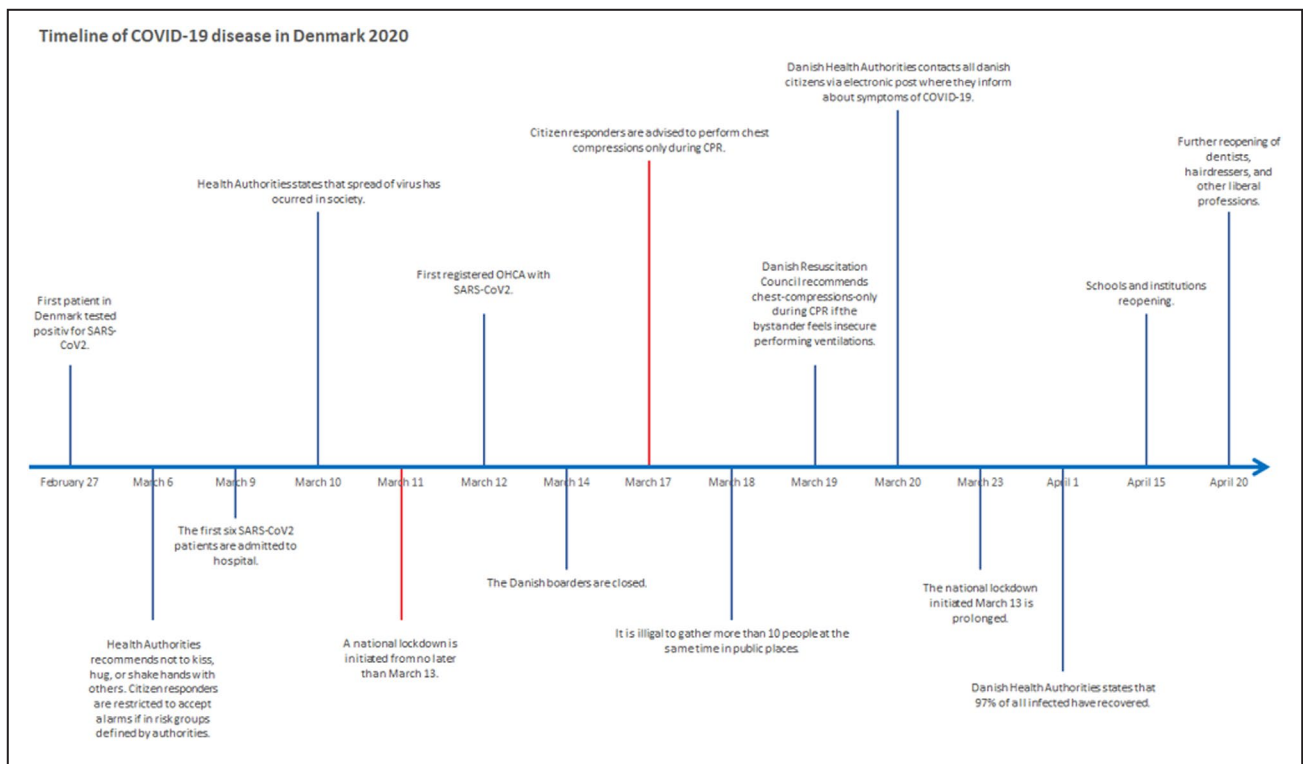 Timeline of COVID-19 disease in Denmark 2020
Danish Health Authorities contacts all danish
citizens via electronic post where they inform
about symptoms of COVID-19.
Citizen responders are advised to perform chest
compressions only during CPR.
Further reopening of
dentists,
hairdressers, and
other liberal
professions.
Health Authorities states that spread of virus has
ocurred in society.
First registered OHCA with
SARS-CoV2.
Danish Resuscitation
Council recommends
chest-compressions-only
during CPR if the
bystander feels insecure
performing ventilations.
Schools and institutions
reopening.
First patient in
Denmark tested
positiv for SARS-
CoV2.
February 27 March 6 March 9 March 10 March 11 March 12 March 14 March 17 March 18 March 19 March 20 March 23 April 1 April 15 April 20
The first six SARS-CoV2
patients are admitted to
hospital.
The Danish boarders are closed.
The national lockdown
initiated March 13 is
prolonged.
Health Authorities
recommends not to kiss,
hug, or shake hands with
others. Citizen responders
are restricted to accept
alarms if in risk groups
defined by authorities.
A national lockdown is
initiated from no later
than March 13.
It is illigal to gather more than 10 people at the
same time in public places.
Danish Health Authorities states that
97% of all infected have recovered.